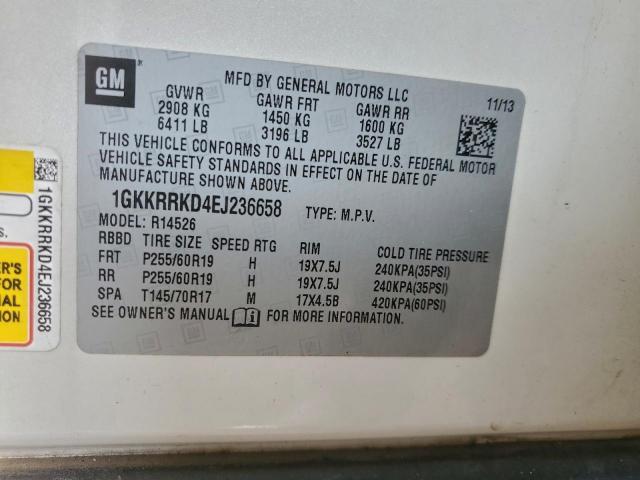 GM
MFD BY GENERAL MOTORS LLC
11/13
GVWR GAWR FRT GAWR RR
2908 KG 1450 KG 1600 KG
6411 LB 3196 LB 3527 LB
THIS VEHICLE CONFORMS TO ALL APPLICABLE U.S. FEDERAL MOTOR
VEHICLE SAFETY STANDARDS IN EFFECT ON THE DATE OF
MANUFACTURE SHOWN ABOVE.
1GKKRRKD4EJ236658 TYPE: M.P.V.
MODEL: R14526
RBBD TIRE SIZE SPEED RTG RIM COLD TIRE PRESSURE
FRT P255/60R19 H 19X7.5J 240KPA(35PSI)
RR P255/60R19 H 19X7.5J 240KPA(35PSI)
SPA T145/70R17 M 17X4.5B 420KPA(60PSI)
SEE OWNER'S MANUAL FOR MORE INFORMATION.
1GKKRRKD4EJ236658
ER'S
FOR
NAL
ION